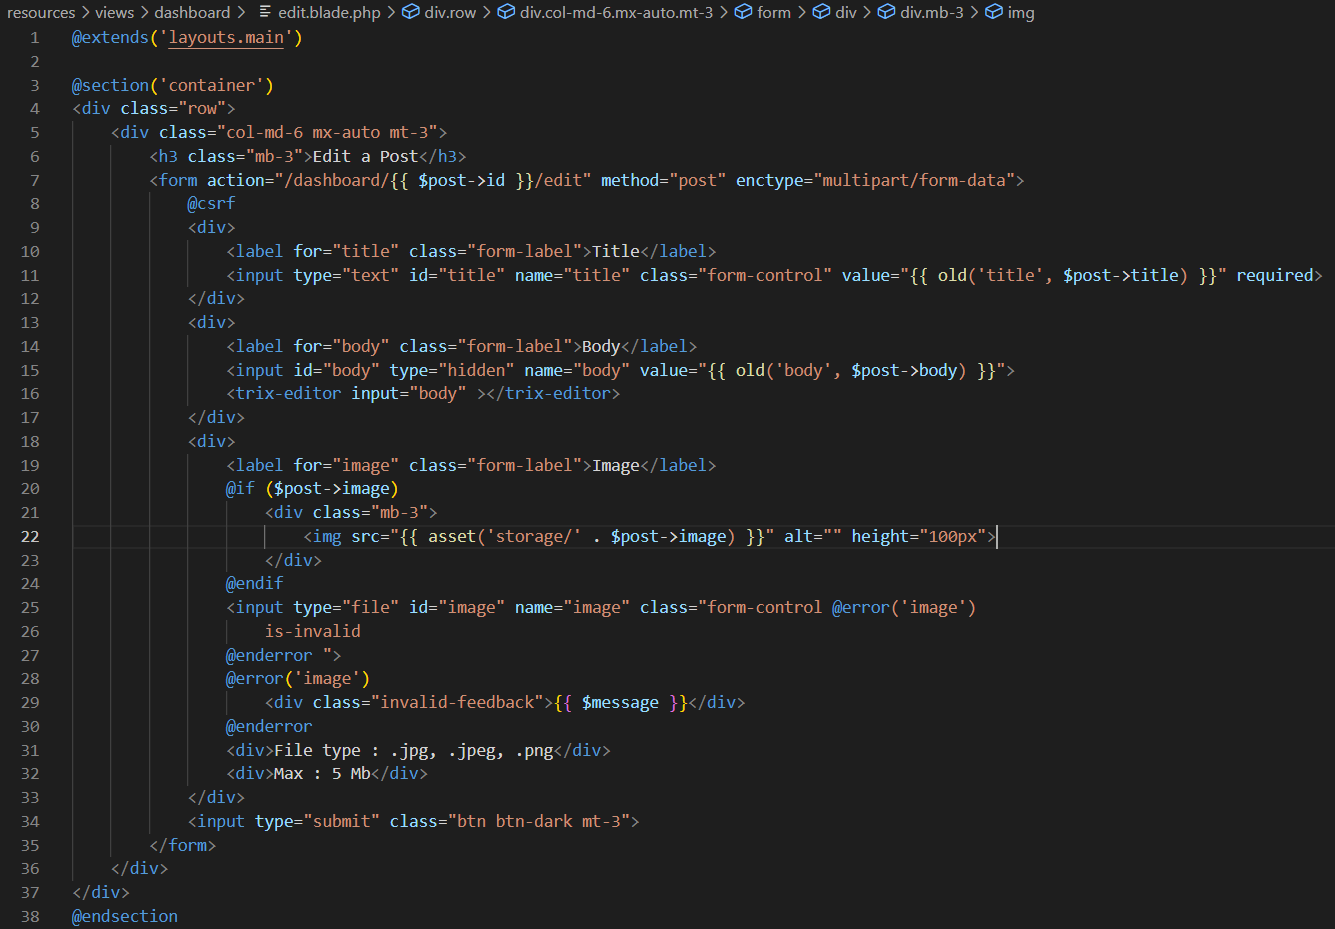 resources > views > dashboard > edit.blade.php > div.row > div.col-md-6.mx-auto.mt-3 > form > div > div.mb-3 > img
1 @extends('layouts.main')
2
3 @section('container')
4 <div class="row">
5 <div class="col-md-6 mx-auto mt-3">
6 <h3 class="mb-3">Edit a Post</h3>
7 <form action="/dashboard/{{ $post->id }}/edit" method="post" enctype="multipart/form-data">
8 @csrf
9 <div>
10 <label for="title" class="form-label">Title</label>
11 <input type="text" id="title" name="title" class="form-control" value="{{ old('title', $post->title) }}" required>
12 </div>
13 <div>
14 <label for="body" class="form-label">Body</label>
15 <input id="body" type="hidden" name="body" value="{{ old('body', $post->body) }}">
16 <trix-editor input="body" ></trix-editor>
17 </div>
18 <div>
19 <label for="image" class="form-label">Image</label>
20 @if ($post->image)
21 <div class="mb-3">
22 <img src="{{ asset('storage/' . $post->image) }}" alt="" height="100px">
23 </div>
24 @endif
25 <input type="file" id="image" name="image" class="form-control @error('image')
26 is-invalid
27 @enderror ">
28 @error('image')
29 <div class="invalid-feedback">{{ $message }}</div>
30 @enderror
31 <div>File type : .jpg, .jpeg, .png</div>
32 <div>Max : 5 Mb</div>
33 </div>
34 <input type="submit" class="btn btn-dark mt-3">
35 </form>
36 </div>
37 </div>
38 @endsection